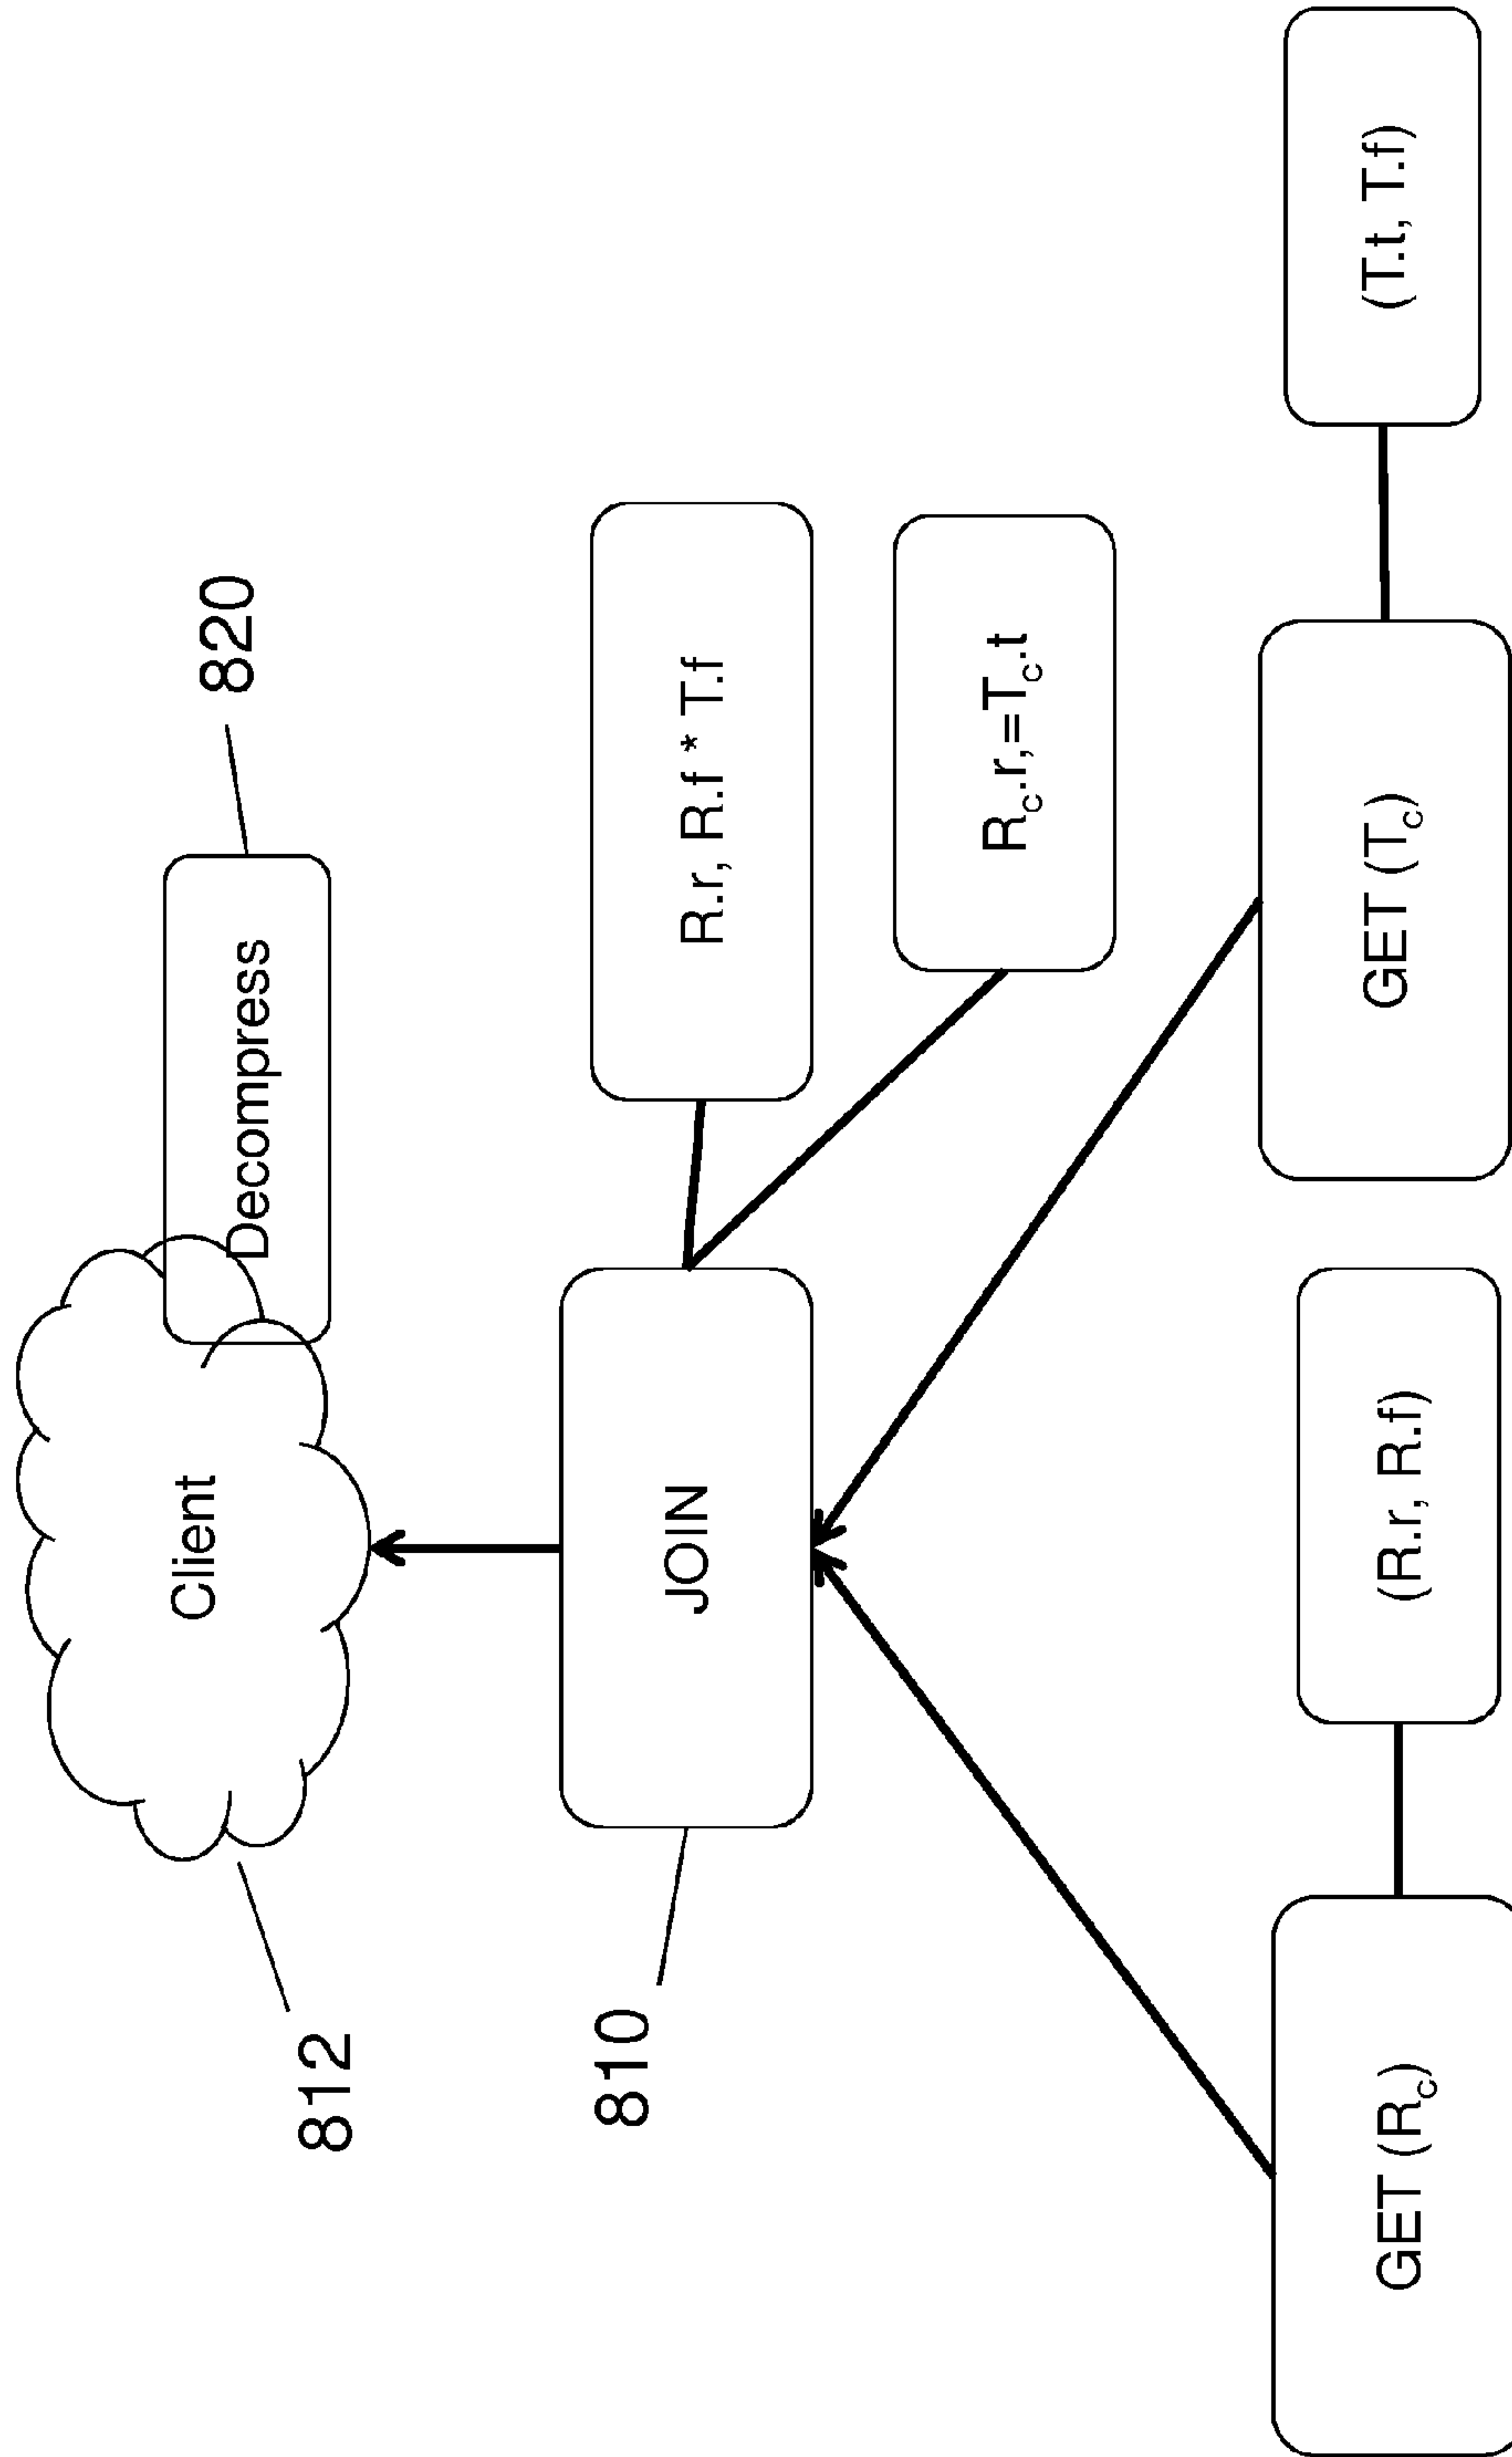 812
Client
Decompress
820
810
JOIN
R.r, R.f * T.f
R<sub>c</sub>.r,=T<sub>c</sub>.t
GET (R<sub>c</sub>)
(R.r, R.f)
GET (T<sub>c</sub>)
(T.t, T.f)